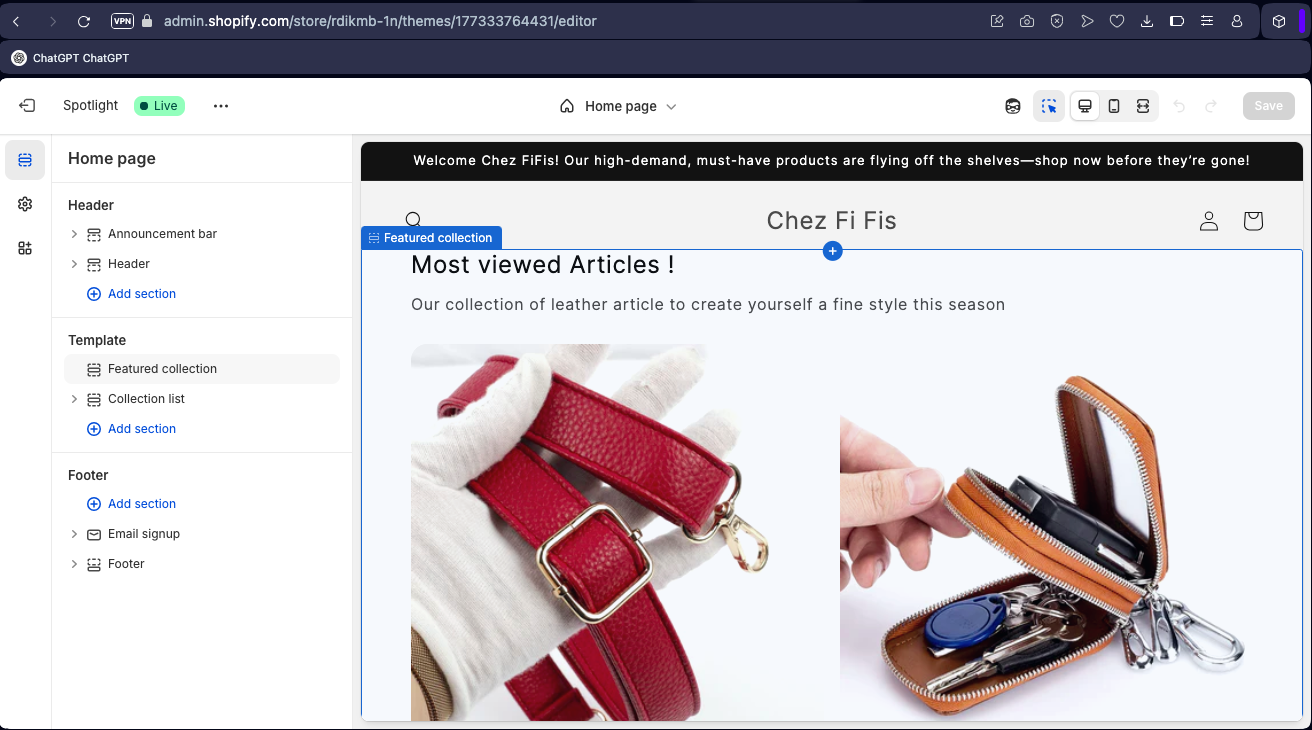 VPN
admin.shopify.com/store/rdikmb-1n/themes/177333764431/editor
ChatGPT ChatGPT
Spotlight
Live
Home page
Save
Home page
Header
Announcement bar
Header
Add section
Template
Featured collection
Collection list
Add section
Footer
Add section
Email signup
Footer
Welcome Chez FiFis! Our high-demand, must-have products are flying off the shelves—shop now before they’re gone!
Chez Fi Fis
Featured collection
Most viewed Articles !
Our collection of leather article to create yourself a fine style this season